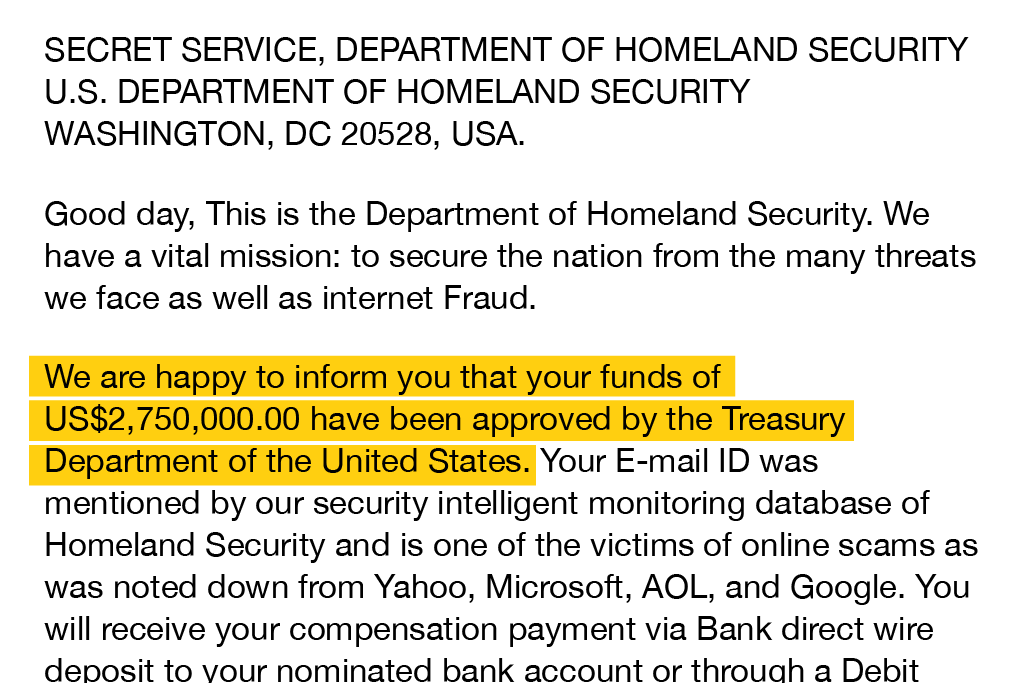 SECRET SERVICE, DEPARTMENT OF HOMELAND SECURITY
U.S. DEPARTMENT OF HOMELAND SECURITY
WASHINGTON, DC 20528, USA.
Good day, This is the Department of Homeland Security. We
have a vital mission: to secure the nation from the many threats
we face as well as internet Fraud.
We are happy to inform you that your funds of
US$2,750,000.00 have been approved by the Treasury
Department of the United States. Your E-mail ID was
mentioned by our security intelligent monitoring database of
Homeland Security and is one of the victims of online scams as
was noted down from Yahoo, Microsoft, AOL, and Google. You
will receive your compensation payment via Bank direct wire
deposit to your nominated bank account or through a Debit